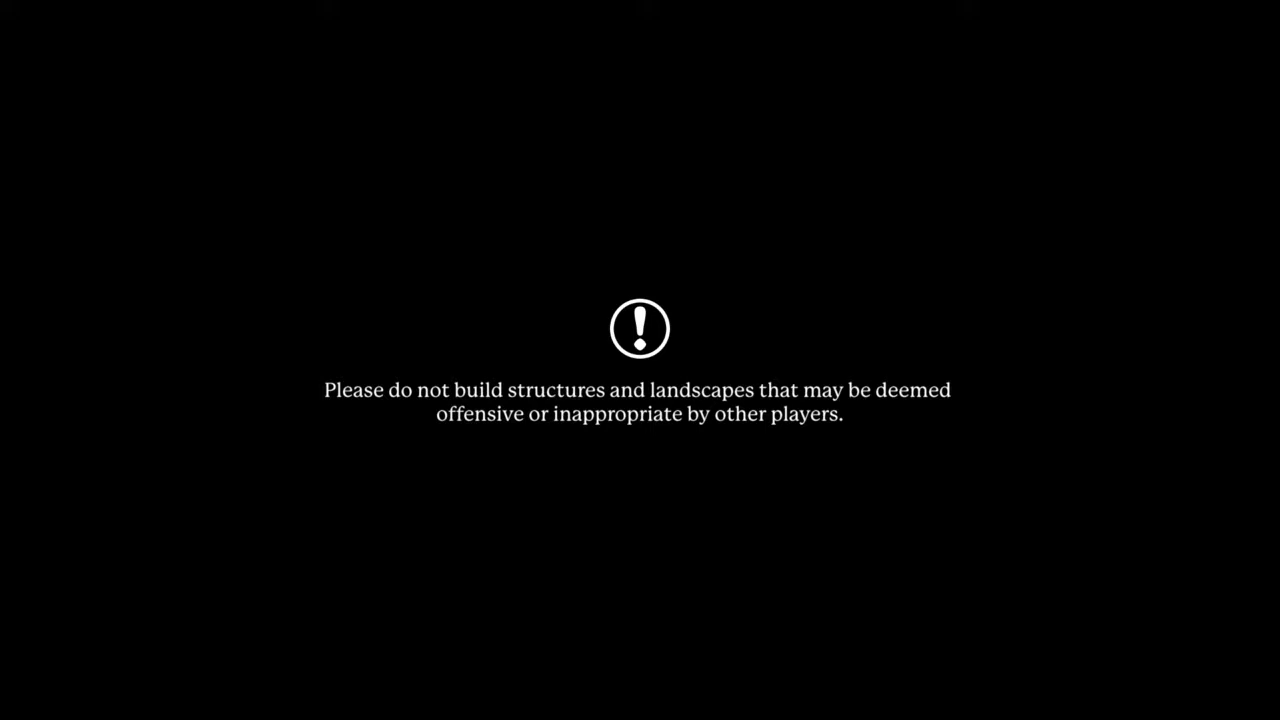 Please do not build structures and landscapes that may be deemed
offensive or inappropriate by other players.